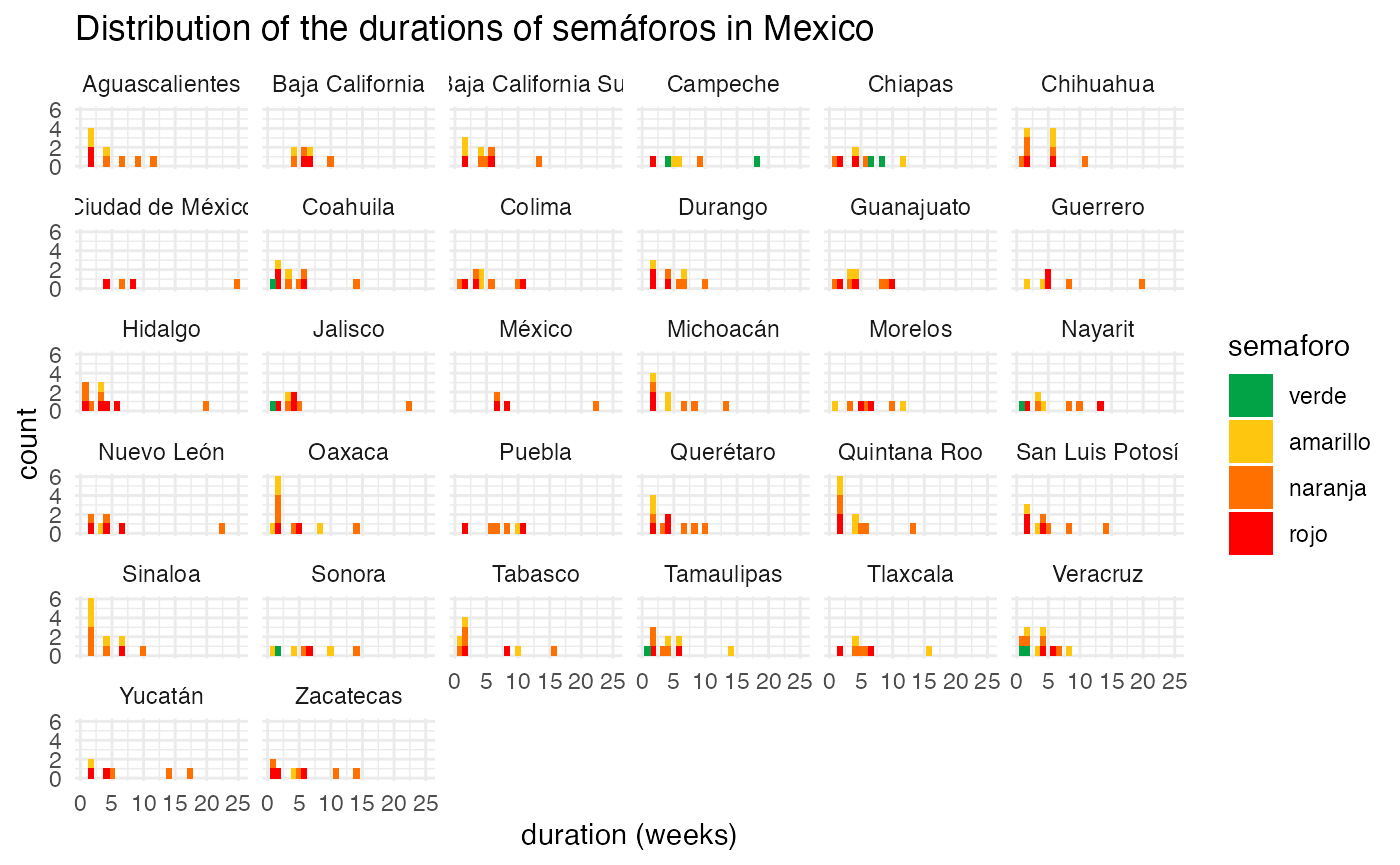 Distribution of the durations of semáforos in Mexico
Aguascalientes Baja California Baja California Su Campeche Chiapas Chihuahua
6
4
2
0
Ciudad de México Coahuila Colima Durango Guanajuato Guerrero
6
4
2
0
Hidalgo Jalisco México Michoacán Morelos Nayarit
6
4
2
0
Nuevo León Oaxaca Puebla Querétaro Quintana Roo San Luis Potosí
6
4
2
0
Sinaloa Sonora Tabasco Tamaulipas Tlaxcala Veracruz
6
4
2
0
0 5 10 15 20 25 0 5 10 15 20 25 0 5 10 15 20 25 0 5 10 15 20 25
Yucatán Zacatecas
6
4
2
0
0 5 10 15 20 25 0 5 10 15 20 25
count
duration (weeks)
semaforo
verde
amarillo
naranja
rojo